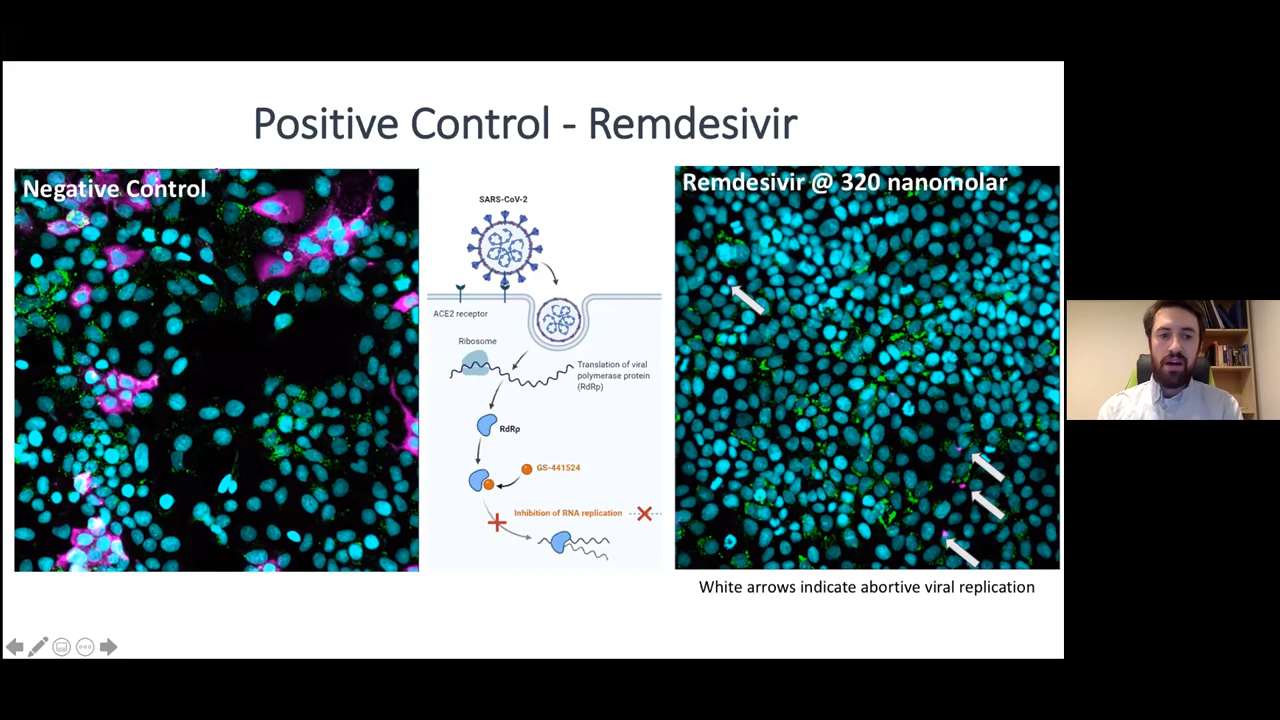 Positive Control - Remdesivir
Negative Control
SARS-CoV-2
ACE2 receptor
Ribosome
Translation of viral
polymerase protein
(RdRp)
RdRp
GS-441524
Inhibition of RNA replication
Remdesivir @ 320 nanomolar
White arrows indicate abortive viral replication